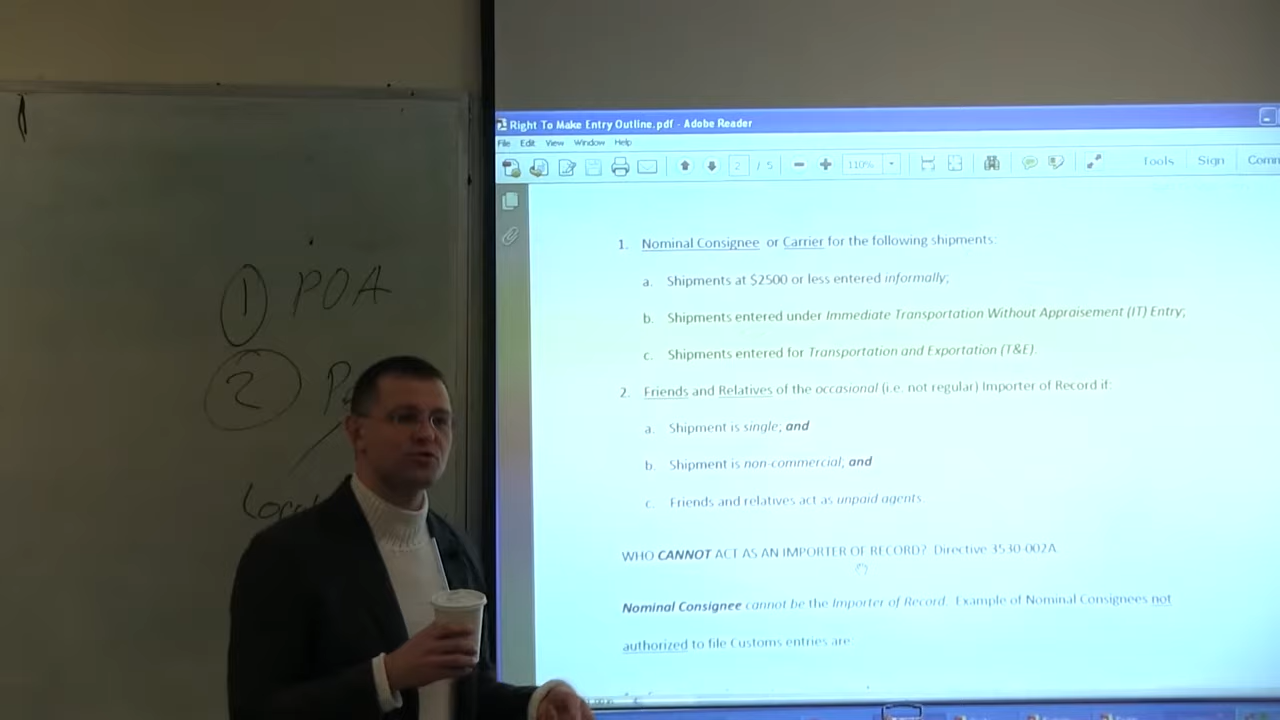 Right To Make Entry Outline.pdf - Adobe Reader
File Edit View Window Help
2 / 5 110% Tools Sign
1. Nominal Consignee or Carrier for the following shipments:
a. Shipments at $2500 or less entered informally;
b. Shipments entered under Immediate Transportation Without Appraisement (IT) Entry;
c. Shipments entered for Transportation and Exportation (T&E).
2. Friends and Relatives of the occasional (i.e. not regular) Importer of Record if:
a. Shipment is single; and
b. Shipment is non-commercial; and
c. Friends and relatives act as unpaid agents.
WHO CANNOT ACT AS AN IMPORTER OF RECORD? Directive 3530-002A.
Nominal Consignee cannot be the Importer of Record. Example of Nominal Consignees not
authorized to file Customs entries are:
1 POA
2